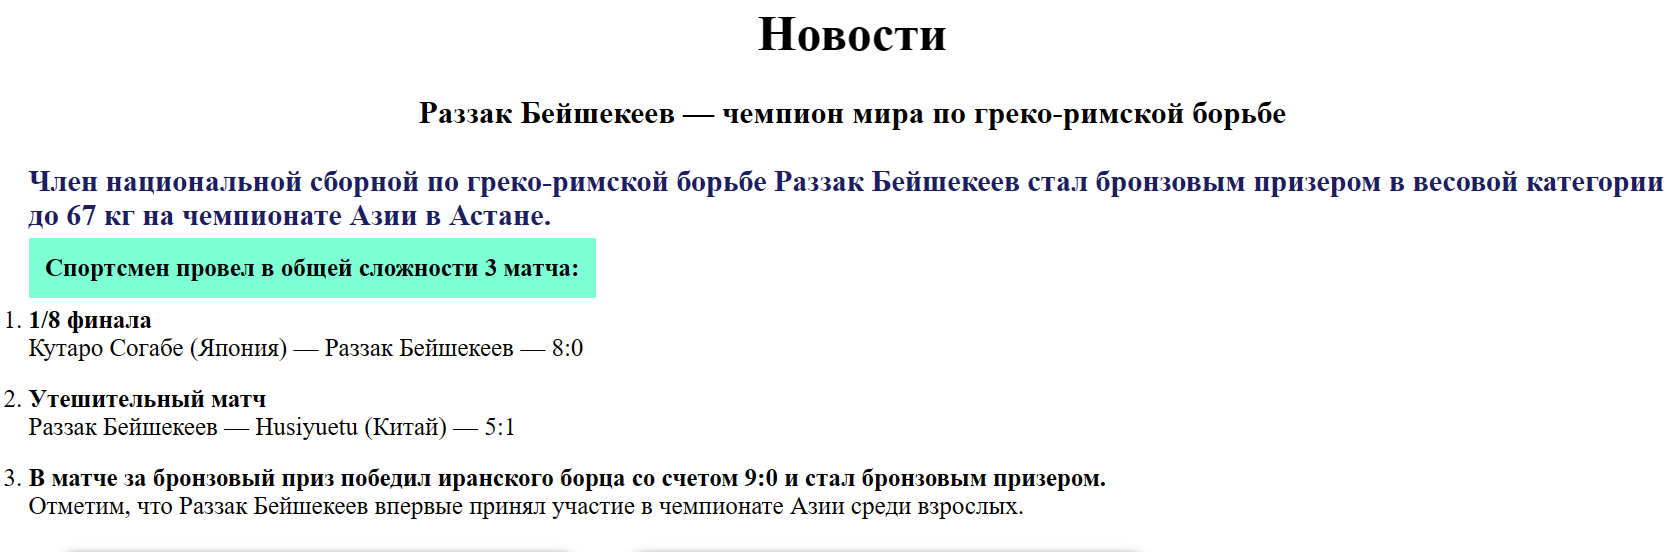 Новости
Раззак Бейшекеев — чемпион мира по греко-римской борьбе
Член национальной сборной по греко-римской борьбе Раззак Бейшекеев стал бронзовым призером в весовой категории
до 67 кг на чемпионате Азии в Астане.
Спортсмен провел в общей сложности 3 матча:
1. 1/8 финала
Кутаро Согабе (Япония) — Раззак Бейшекеев — 8:0
2. Утешительный матч
Раззак Бейшекеев — Husiyuetu (Китай) — 5:1
3. В матче за бронзовый приз победил иранского борца со счетом 9:0 и стал бронзовым призером.
Отметим, что Раззак Бейшекеев впервые принял участие в чемпионате Азии среди взрослых.